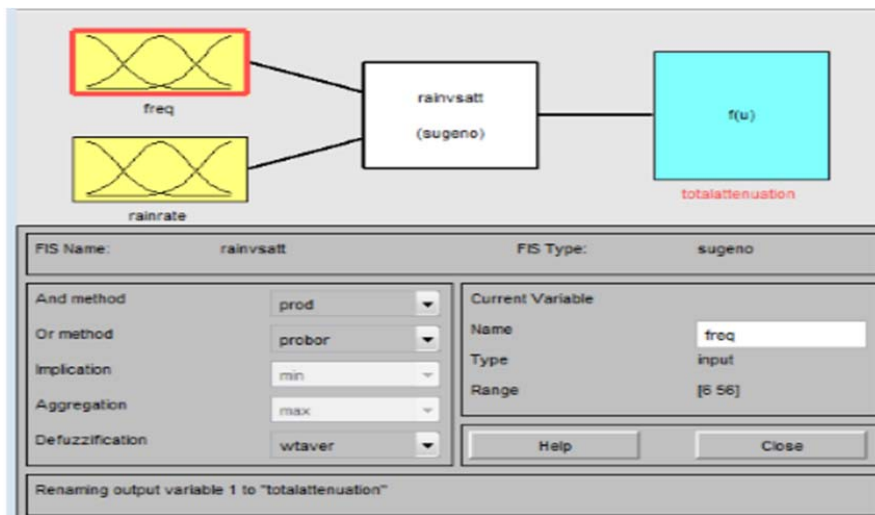 freq
rainrate
rainvsatt
(sugeno)
f(u)
totalattenuation
FIS Name: rainvsatt FIS Type: sugeno
And method prod
Or method probor
Implication min
Aggregation max
Defuzzification wtaver
Current Variable
Name freq
Type input
Range [6 56]
Help Close
Renaming output variable 1 to "totalattenuation"